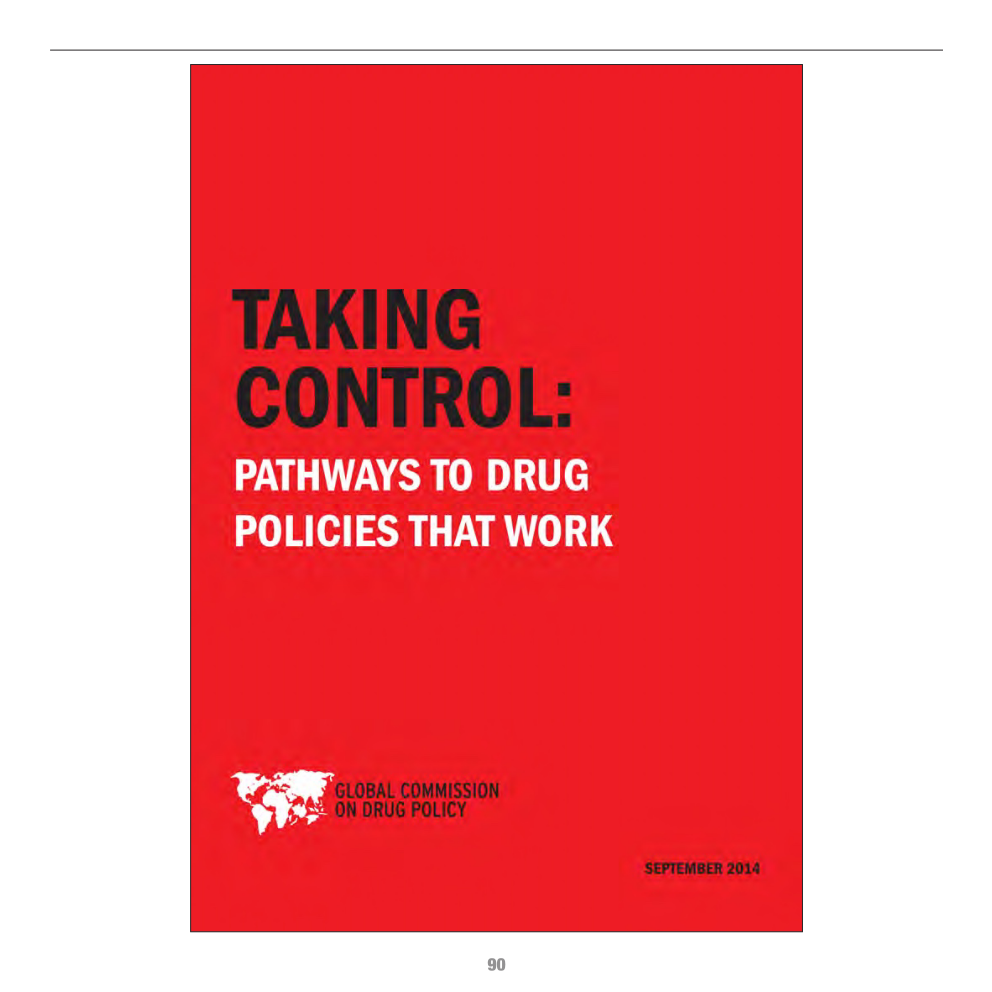 TAKING
CONTROL:
PATHWAYS TO DRUG
POLICIES THAT WORK
GLOBAL COMMISSION
ON DRUG POLICY
SEPTEMBER 2014
90